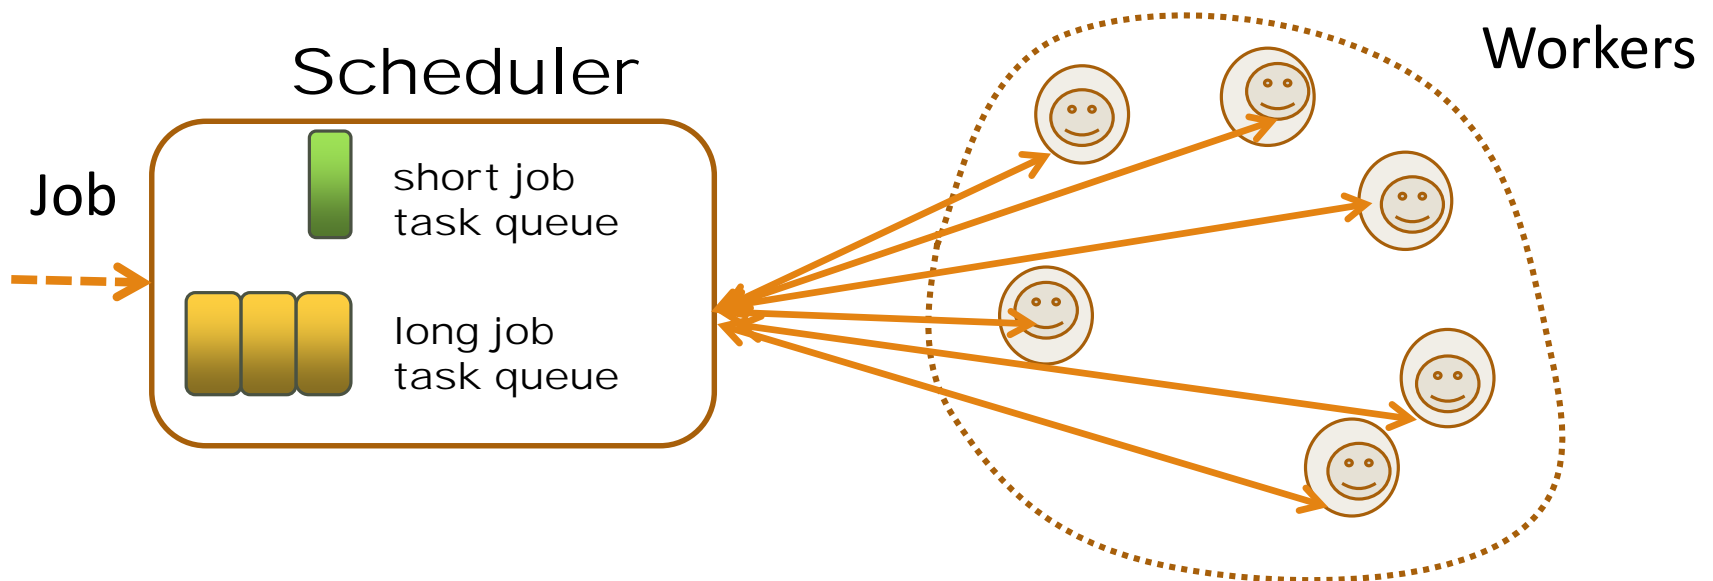 Scheduler
Workers
Job
short job
task queue
long job
task queue